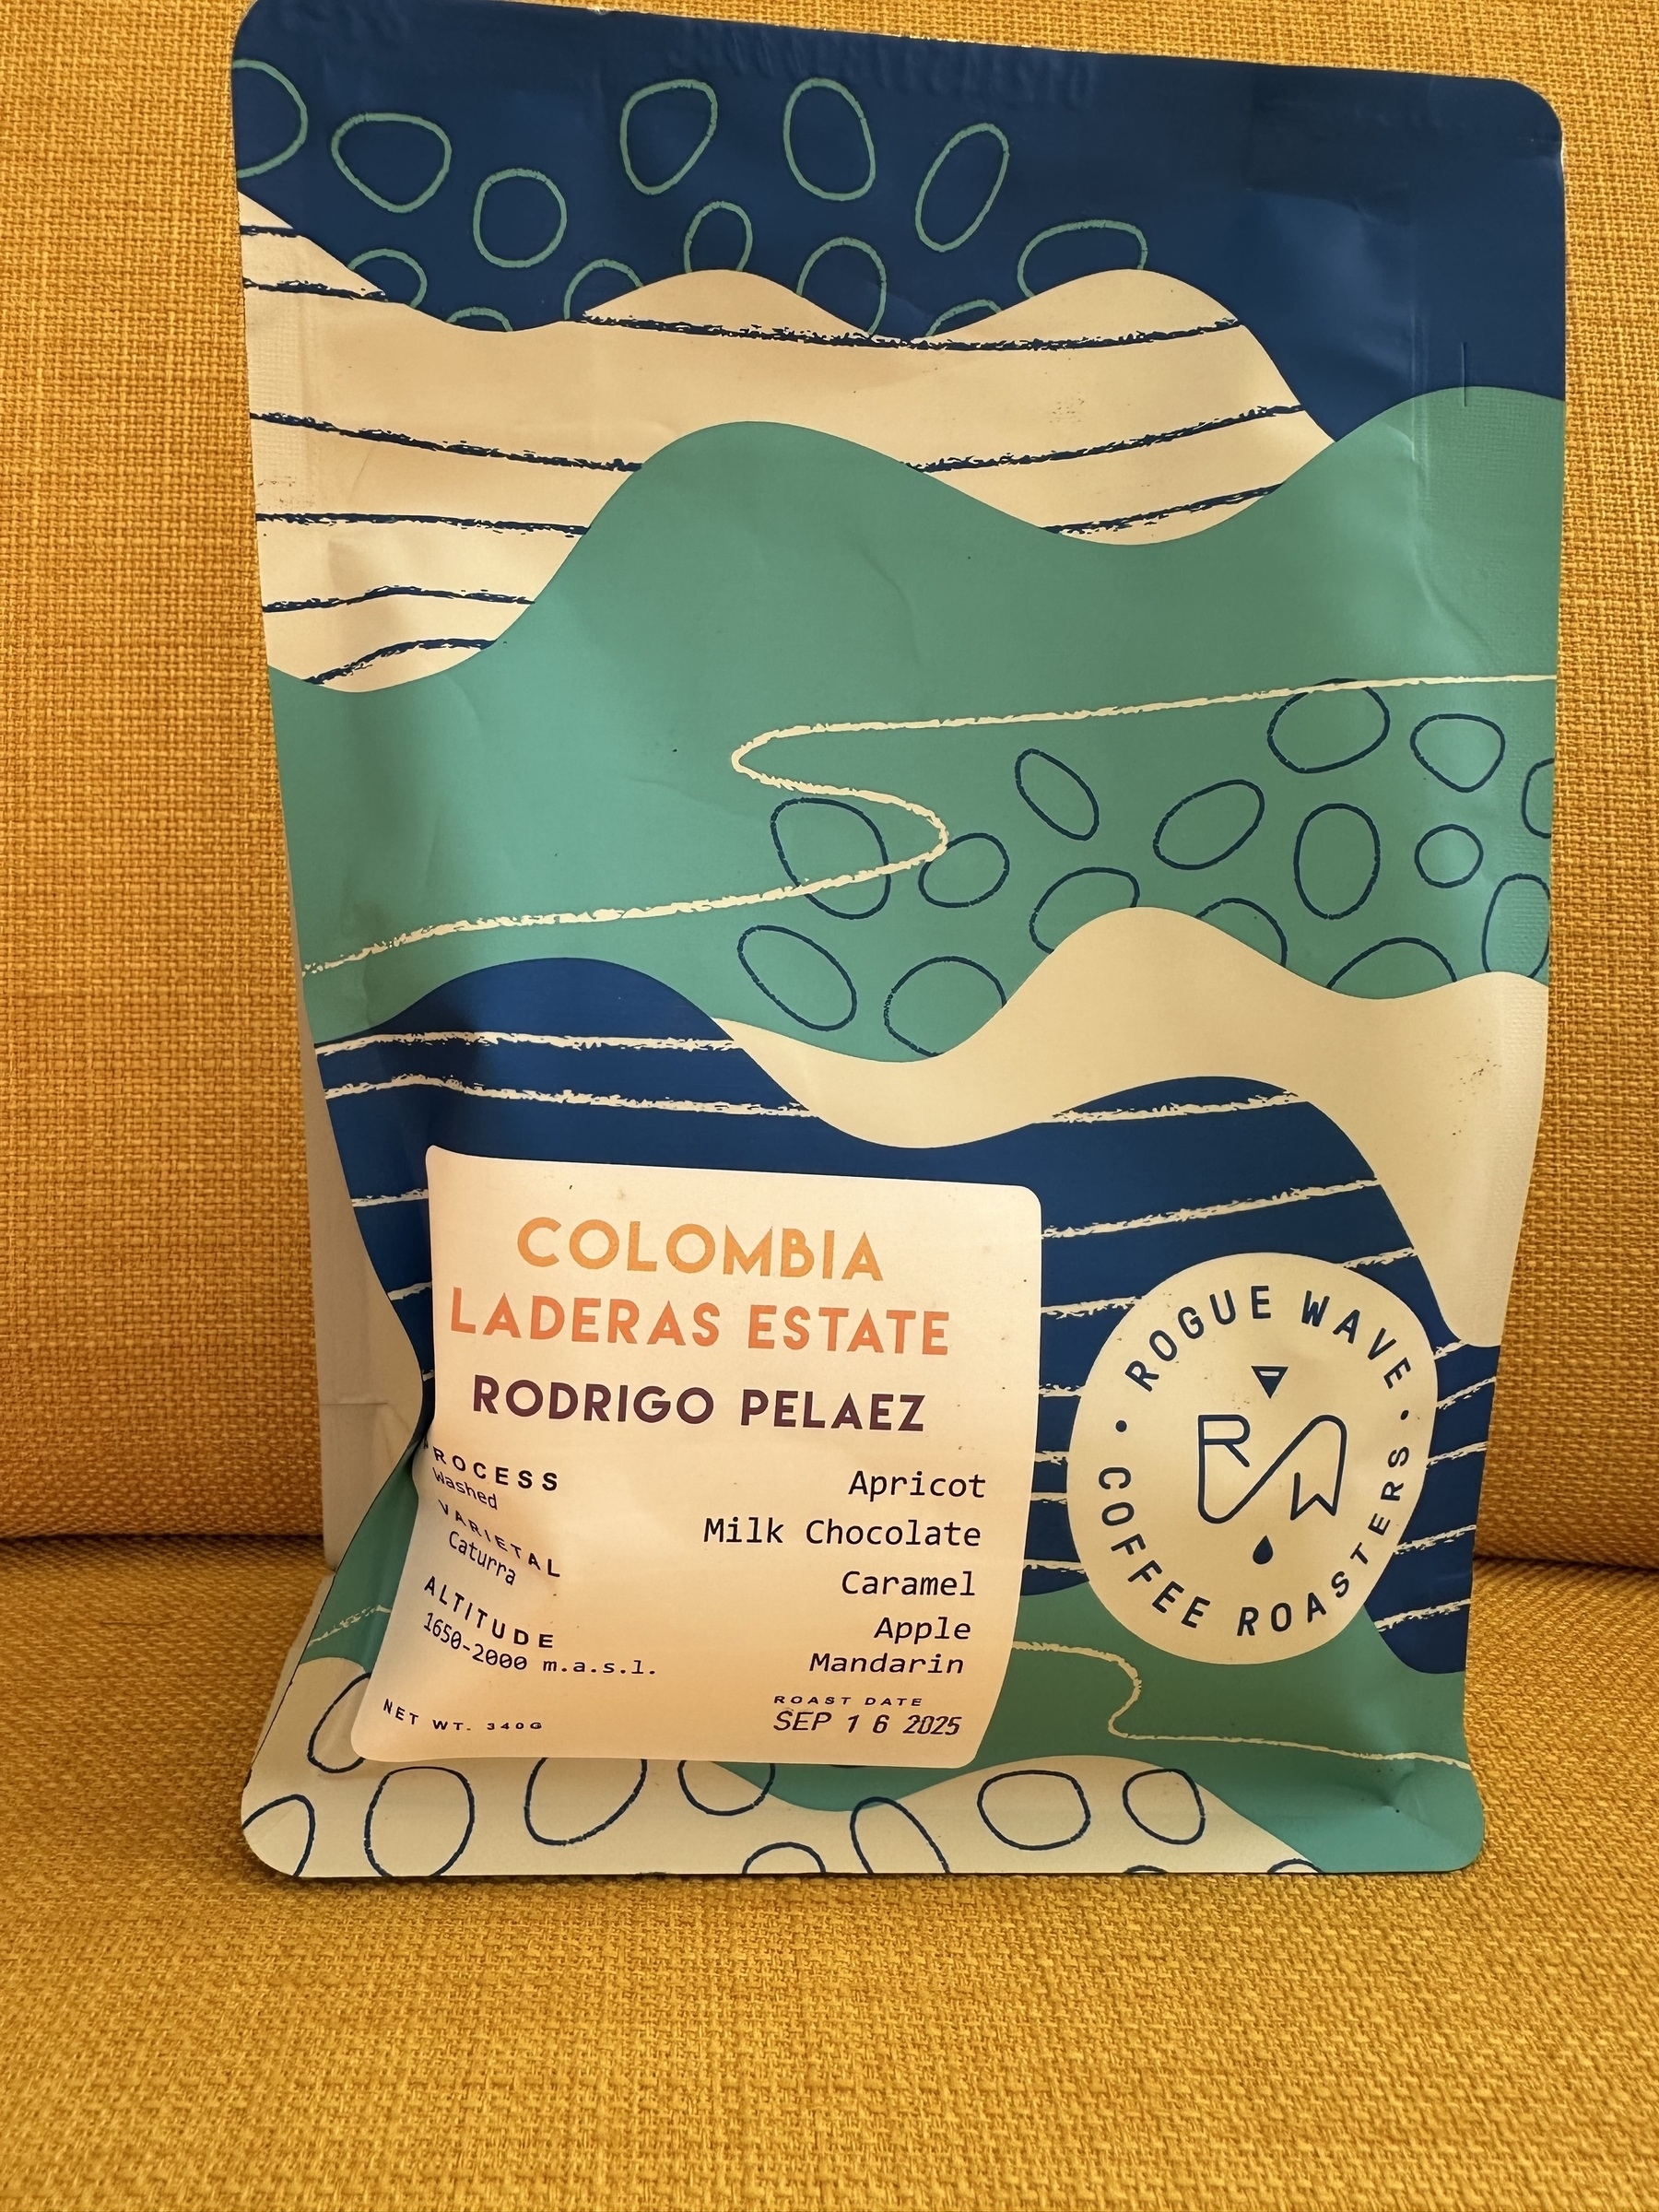 COLOMBIA
LADERAS ESTATE
RODRIGO PELAEZ
PROCESS
Washed
VARIETAL
Caturra
ALTITUDE
1650-2000 m.a.s.l.
NET WT. 340G
Apricot
Milk Chocolate
Caramel
Apple
Mandarin
ROAST DATE
SEP 16 2025
ROGUE WAVE
COFFEE ROASTERS